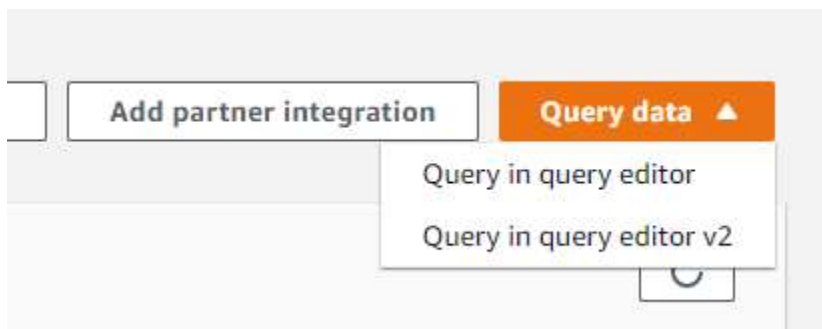 Add partner integration
Query data
Query in query editor
Query in query editor v2